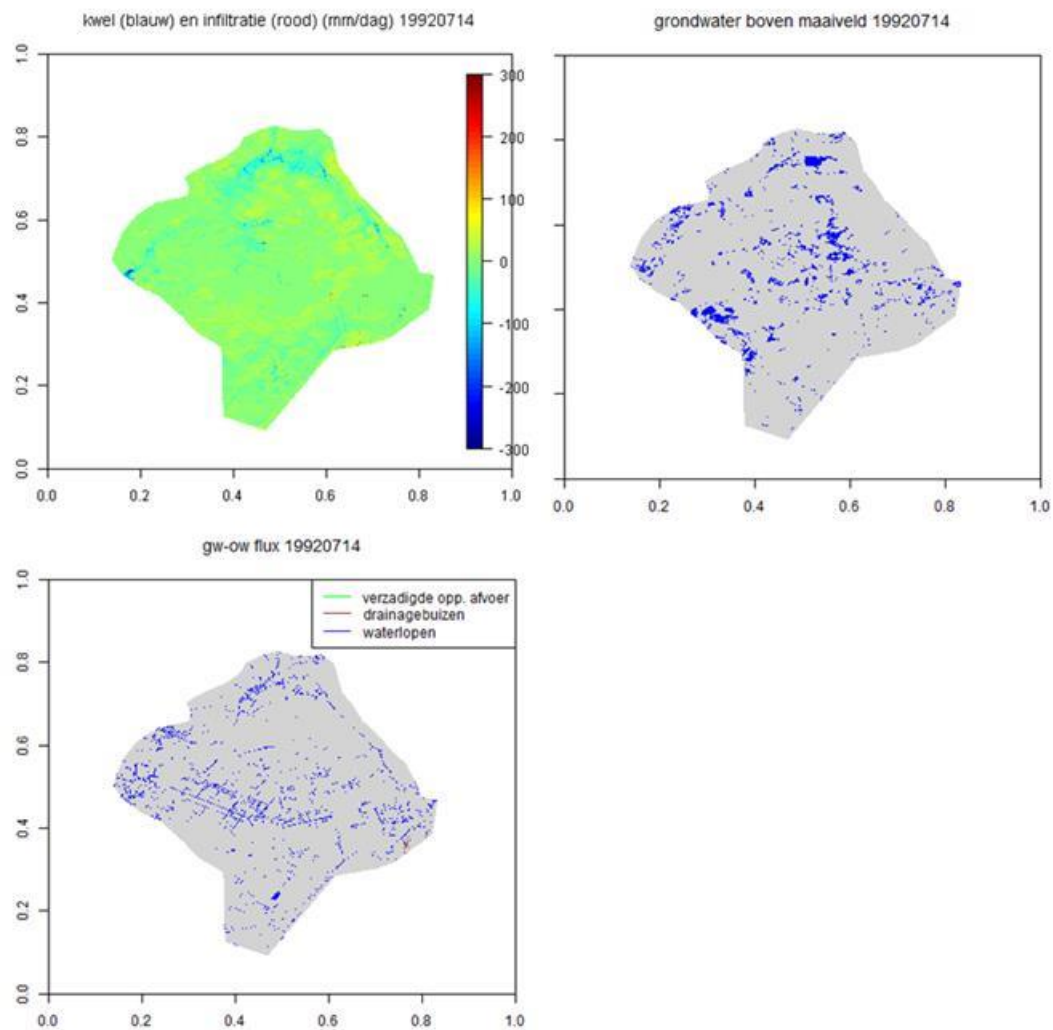 kwel (blauw) en infiltratie (rood) (mm/dag) 19920714
1.0
0.8
0.6
0.4
0.2
0.0
0.0 0.2 0.4 0.6 0.8 1.0
300
200
100
0
-100
-200
-300
grondwater boven maaiveld 19920714
0.0 0.2 0.4 0.6 0.8 1.0
gw-ow flux 19920714
1.0
0.8
0.6
0.4
0.2
0.0
0.0 0.2 0.4 0.6 0.8 1.0
verzadigde opp. afvoer
drainagebuizen
waterlopen